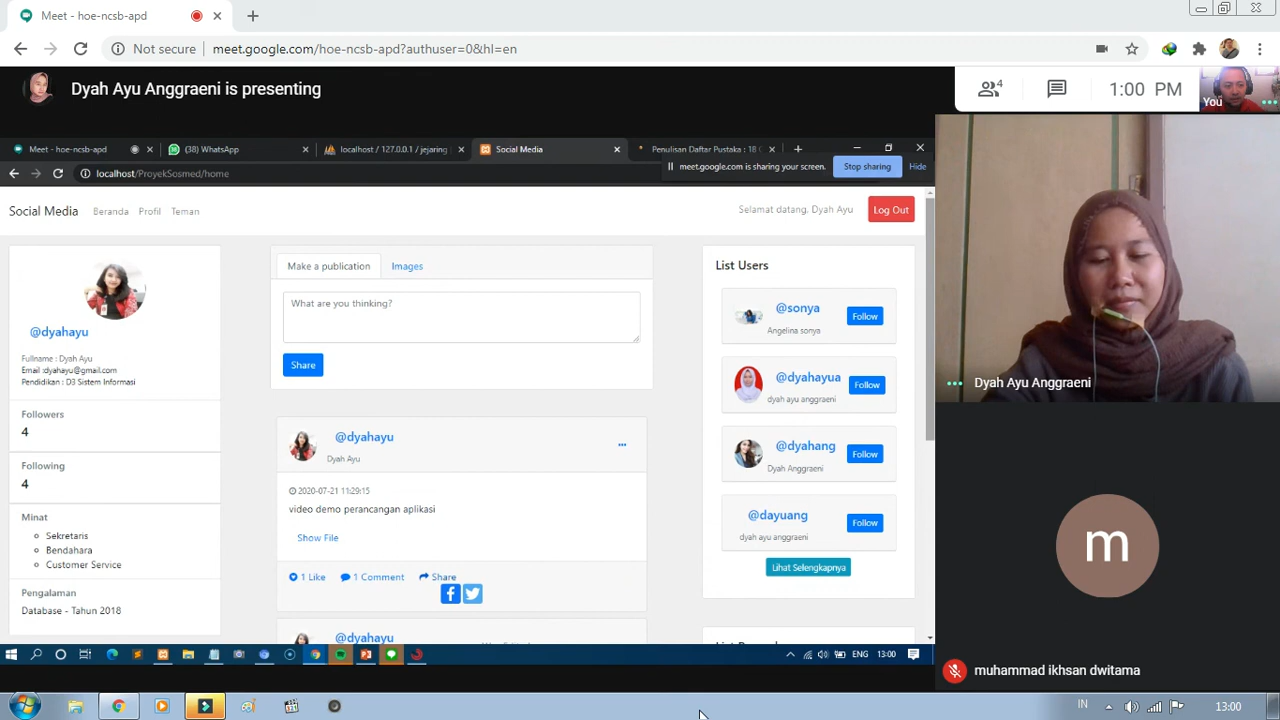 Meet - hoe-ncsb-apd
Not secure
meet.google.com/hoe-ncsb-apd?authuser=0&hl=en
Dyah Ayu Anggraeni is presenting
4
1:00 PM
You
Meet - hoe-ncsb-apd
(38) WhatsApp
localhost / 127.0.0.1 / jejaring
Social Media
Penulisan Daftar Pustaka : 18 C
localhost/ProyekSosmed/home
meet.google.com is sharing your screen.
Stop sharing
Hide
Social Media
Beranda
Profil
Teman
Selamat datang, Dyah Ayu
Log Out
@dyahayu
Fullname : Dyah Ayu
Email :dyahayu@gmail.com
Pendidikan : D3 Sistem Informasi
Followers
4
Following
4
Minat
Sekretaris
Bendahara
Customer Service
Pengalaman
Database - Tahun 2018
Make a publication
Images
What are you thinking?
Share
@dyahayu
Dyah Ayu
2020-07-21 11:29:15
video demo perancangan aplikasi
Show File
1 Like
1 Comment
Share
@dyahayu
List Users
@sonya
Angelina sonya
Follow
@dyahayua
dyah ayu anggraeni
Follow
@dyahang
Dyah Anggraeni
Follow
@dayuang
dyah ayu anggraeni
Follow
Lihat Selengkapnya
Dyah Ayu Anggraeni
m
muhammad ikhsan dwitama
ENG
13:00
IN
13:00